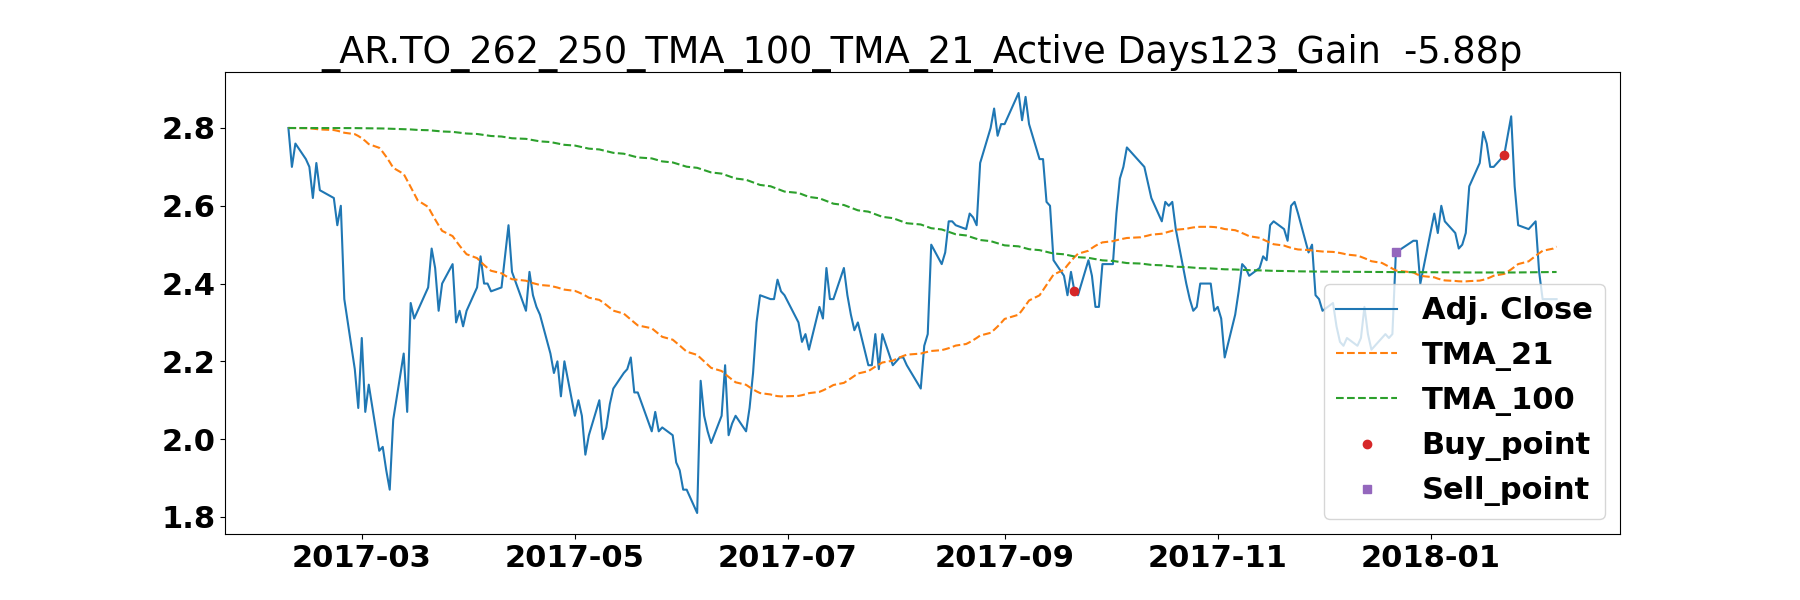 _AR.TO_262_250_TMA_100_TMA_21_Active Days123_Gain  -5.88p
2.8
2.6
2.4
2.2
2.0
1.8
2017-03 2017-05 2017-07 2017-09 2017-11 2018-01
Adj. Close
TMA_21
TMA_100
Buy_point
Sell_point